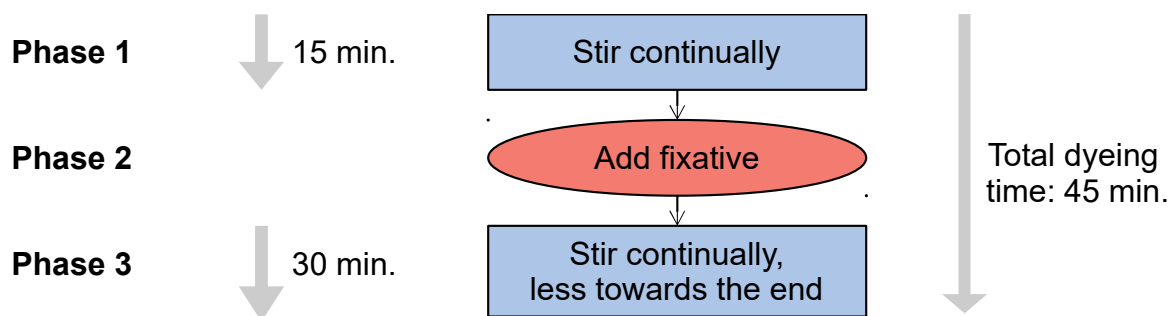 Phase 1
15 min.
Stir continually
Phase 2
Add fixative
Total dyeing
time: 45 min.
Phase 3
30 min.
Stir continually,
less towards the end